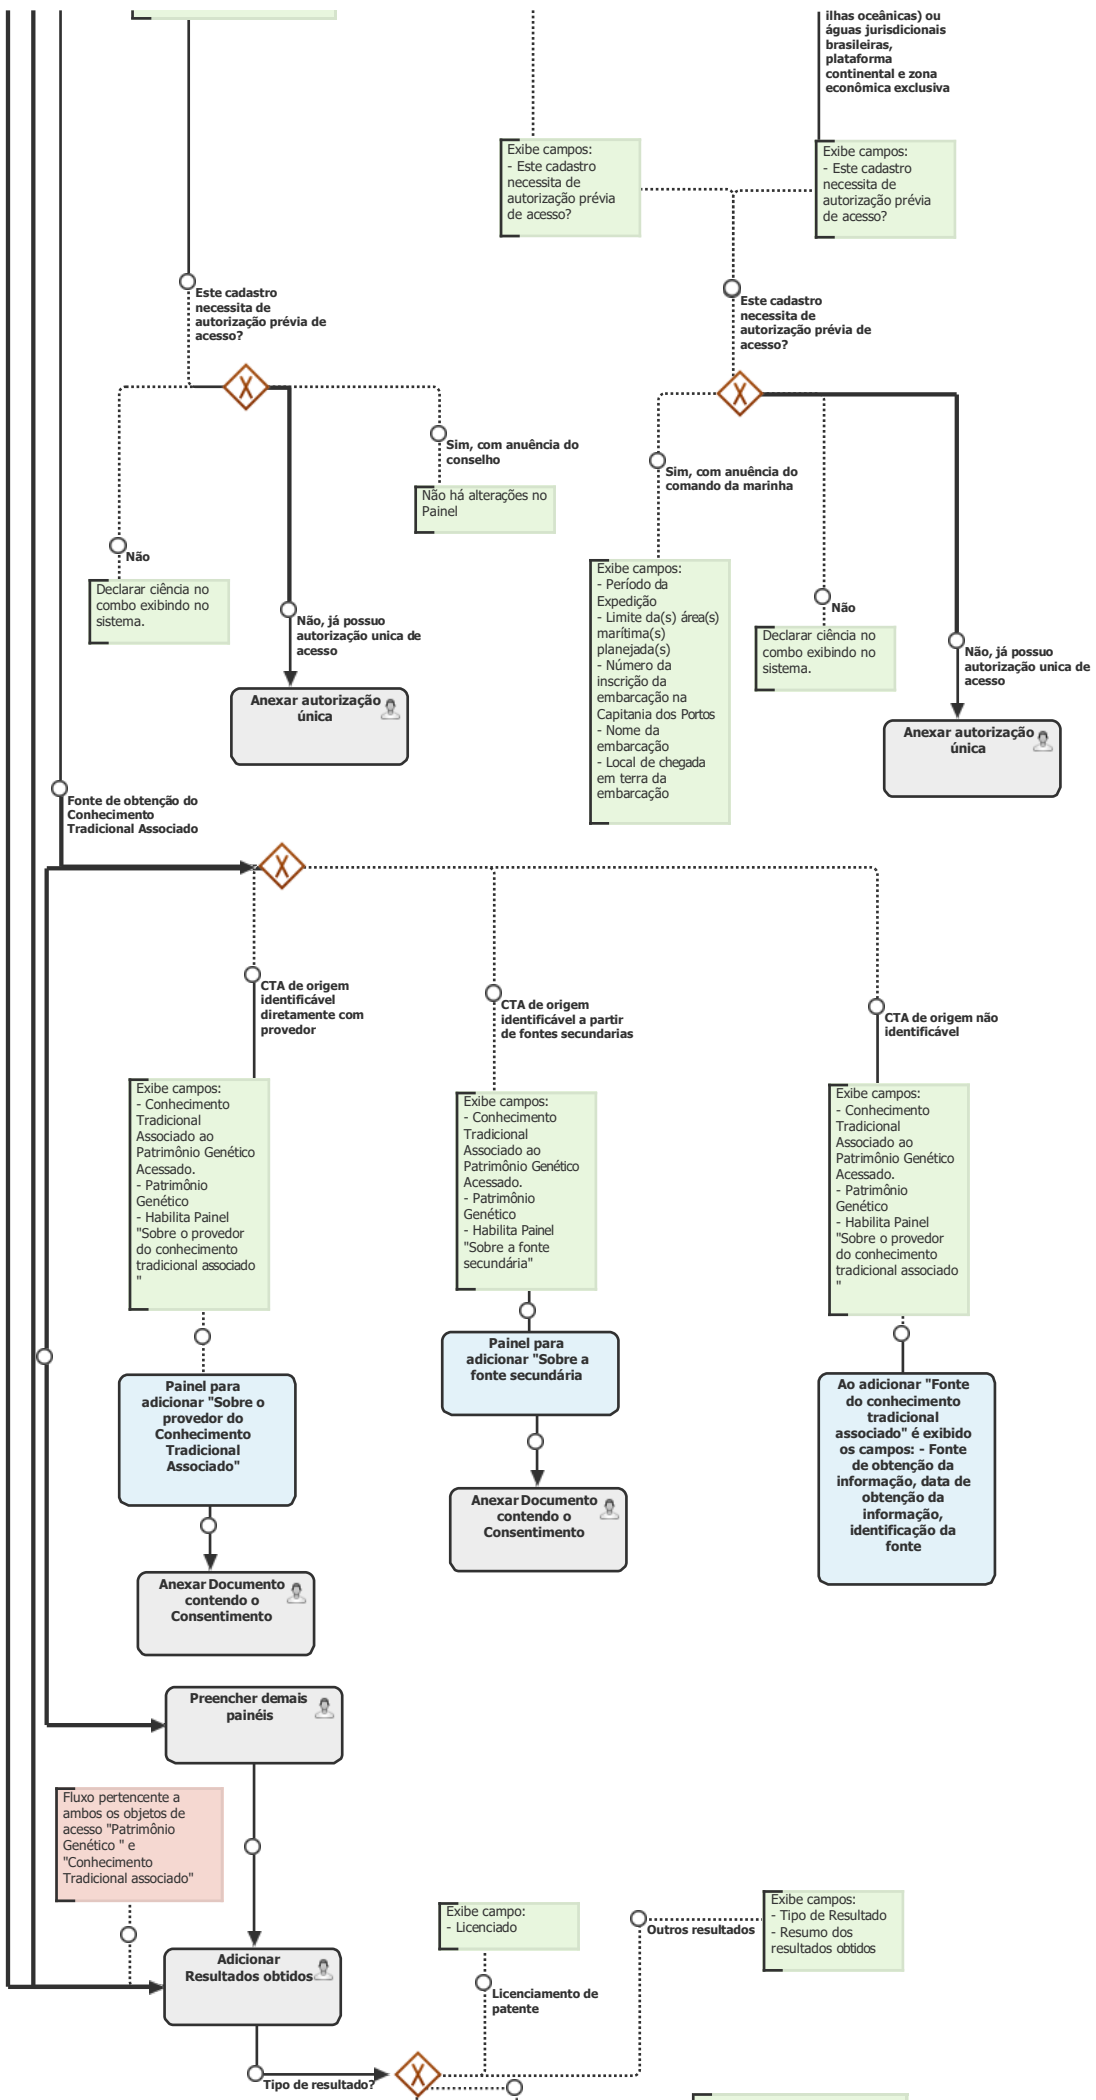 ilhas oceânicas) ou
águas jurisdicionais
brasileiras,
plataforma
continental e zona
econômica exclusiva
Exibe campos:
- Este cadastro
necessita de
autorização prévia
de acesso?
Exibe campos:
- Este cadastro
necessita de
autorização prévia
de acesso?
Este cadastro
necessita de
autorização prévia de
acesso?
Este cadastro
necessita de
autorização prévia de
acesso?
Sim, com anuência do
conselho
Não há alterações no
Painel
Não
Declarar ciência no
combo exibindo no
sistema.
Não, já possuo
autorização unica de
acesso
Anexar autorização
única
Sim, com anuência do
comando da marinha
Exibe campos:
- Período da
Expedição
- Limite da(s) área(s)
marítima(s)
planejada(s)
- Número da
inscrição da
embarcação na
Capitania dos Portos
- Nome da
embarcação
- Local de chegada
em terra da
embarcação
Não
Declarar ciência no
combo exibindo no
sistema.
Não, já possuo
autorização unica de
acesso
Anexar autorização
única
Fonte de obtenção do
Conhecimento
Tradicional Associado
CTA de origem
identificável
diretamente com
provedor
CTA de origem
identificável a partir
de fontes secundarias
CTA de origem não
identificável
Exibe campos:
- Conhecimento
Tradicional
Associado ao
Patrimônio Genético
Acessado.
- Patrimônio
Genético
- Habilita Painel
"Sobre o provedor
do conhecimento
tradicional associado
"
Exibe campos:
- Conhecimento
Tradicional
Associado ao
Patrimônio Genético
Acessado.
- Patrimônio
Genético
- Habilita Painel
"Sobre a fonte
secundária"
Exibe campos:
- Conhecimento
Tradicional
Associado ao
Patrimônio Genético
Acessado.
- Patrimônio
Genético
- Habilita Painel
"Sobre o provedor
do conhecimento
tradicional associado
"
Painel para
adicionar "Sobre o
provedor do
Conhecimento
Tradicional
Associado"
Painel para
adicionar "Sobre a
fonte secundária
Ao adicionar "Fonte
do conhecimento
tradicional
associado" é exibido
os campos: - Fonte
de obtenção da
informação, data de
obtenção da
informação,
identificação da
fonte
Anexar Documento
contendo o
Consentimento
Anexar Documento
contendo o
Consentimento
Preencher demais
painéis
Fluxo pertencente a
ambos os objetos de
acesso "Patrimônio
Genético " e
"Conhecimento
Tradicional associado"
Adicionar
Resultados obtidos
Exibe campo:
- Licenciado
Licenciamento de
patente
Outros resultados
Exibe campos:
- Tipo de Resultado
- Resumo dos
resultados obtidos
Tipo de resultado?